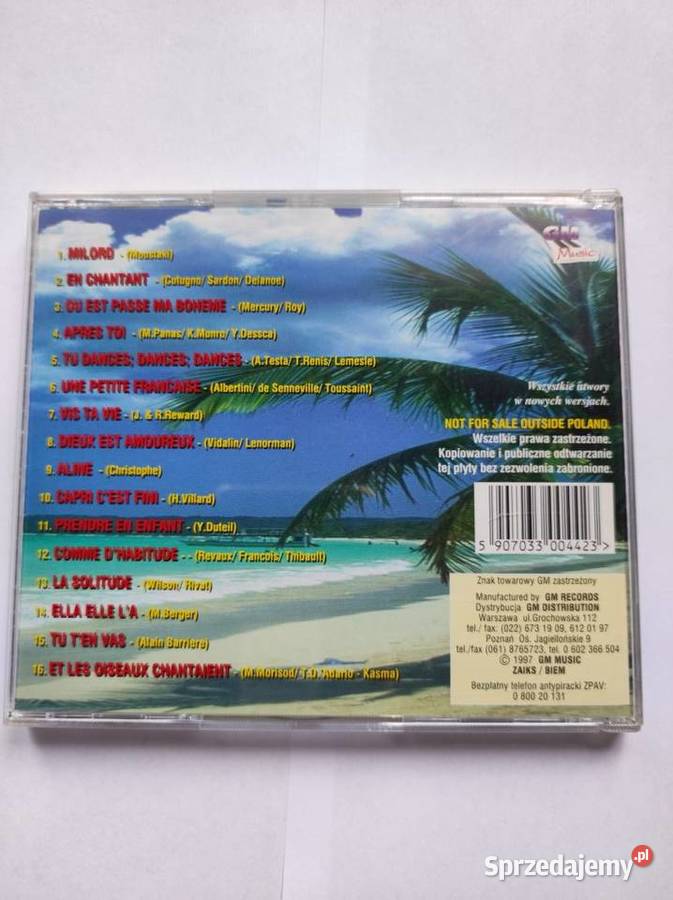 GM
Music
1. MILORD - (Moustaki)
2. EN CHANTANT - (Cutugno/ Sardon/ Delanoe)
3. OU EST PASSE MA BOHEME - (Mercury/ Roy)
4. APRES TOI - (M.Panas/ K.Munro/ Y.Dessca)
5. TU DANCES; DANCES; DANCES - (A.Testa/ T.Renis/ Lemesle)
6. UNE PETITE FRANCAISE - (Albertini/ de Senneville/ Toussaint)
7. VIS TA VIE - (J. & R.Reward)
8. DIEUX EST AMOUREUX - (Vidalin/ Lenorman)
9. ALINE - (Christophe)
10. CAPRI C'EST FINI - (H.Villard)
11. PRENDRE EN ENFANT - (Y.Duteil)
12. COMME D'HABITUDE - - (Revaux/ Francois/ Thibault)
13. LA SOLITUDE - (Wilson/ Rivat)
14. ELLA ELLE L'A - (M.Berger)
15. TU T'EN VAS - (Alain Barriere)
16. ET LES OISEAUX CHANTAIENT - (M.Morisod/ T.D' Adario - Kasma)
Wszystkie utwory
w nowych wersjach.
NOT FOR SALE OUTSIDE POLAND.
Wszelkie prawa zastrzeżone.
Kopiowanie i publiczne odtwarzanie
tej płyty bez zezwolenia zabronione.
5 907033 004423 >
Znak towarowy GM zastrzeżony
Manufactured by GM RECORDS
Dystrybucja GM DISTRIBUTION
Warszawa ul.Grochowska 112
tel./ fax: (022) 673 19 09, 612 01 97
Poznań Oś. Jagiellońskie 9
tel./fax (061) 8765723, tel. 0 602 366 504
© 1997 GM MUSIC
ZAIKS / BIEM
Bezpłatny telefon antypiracki ZPAV:
0 800 20 131
Sprzedajemy.pl